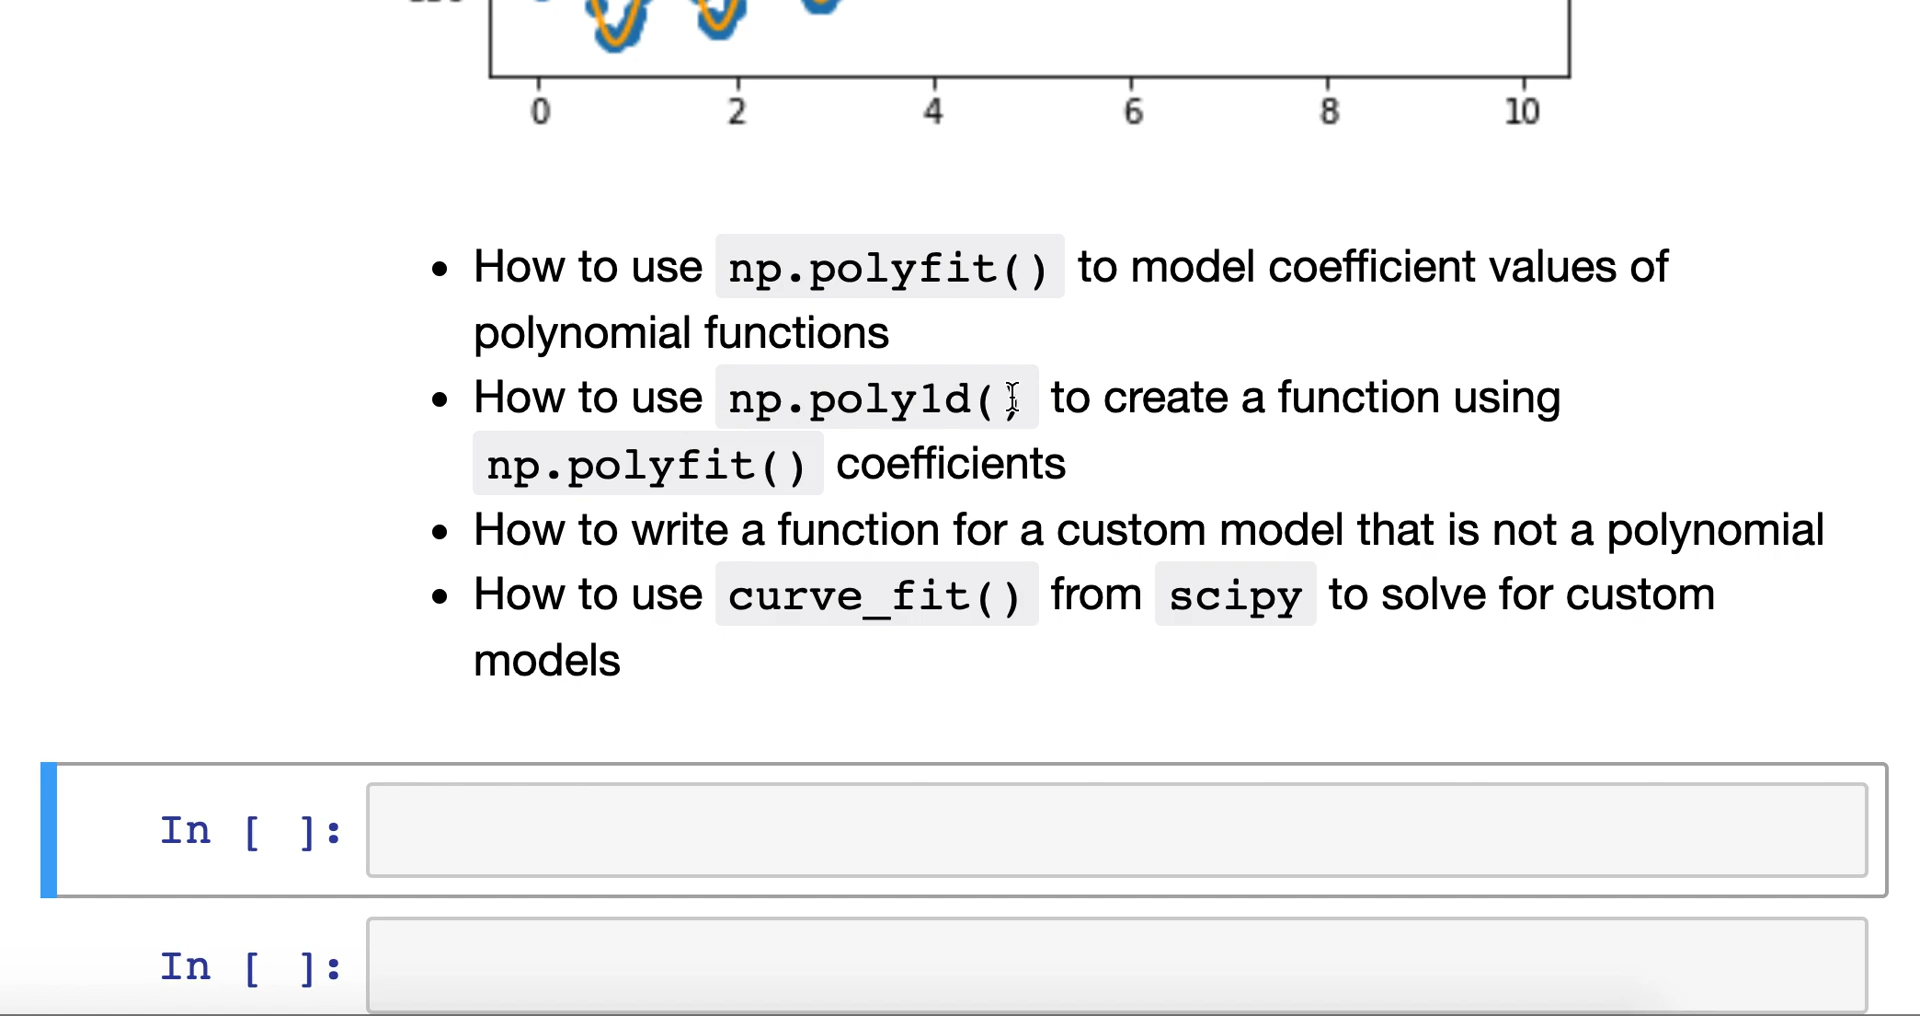 0 2 4 6 8 10
• How to use np.polyfit() to model coefficient values of
polynomial functions
• How to use np.poly1d() to create a function using
np.polyfit() coefficients
• How to write a function for a custom model that is not a polynomial
• How to use curve_fit() from scipy to solve for custom
models
In [ ]:
In [ ]: